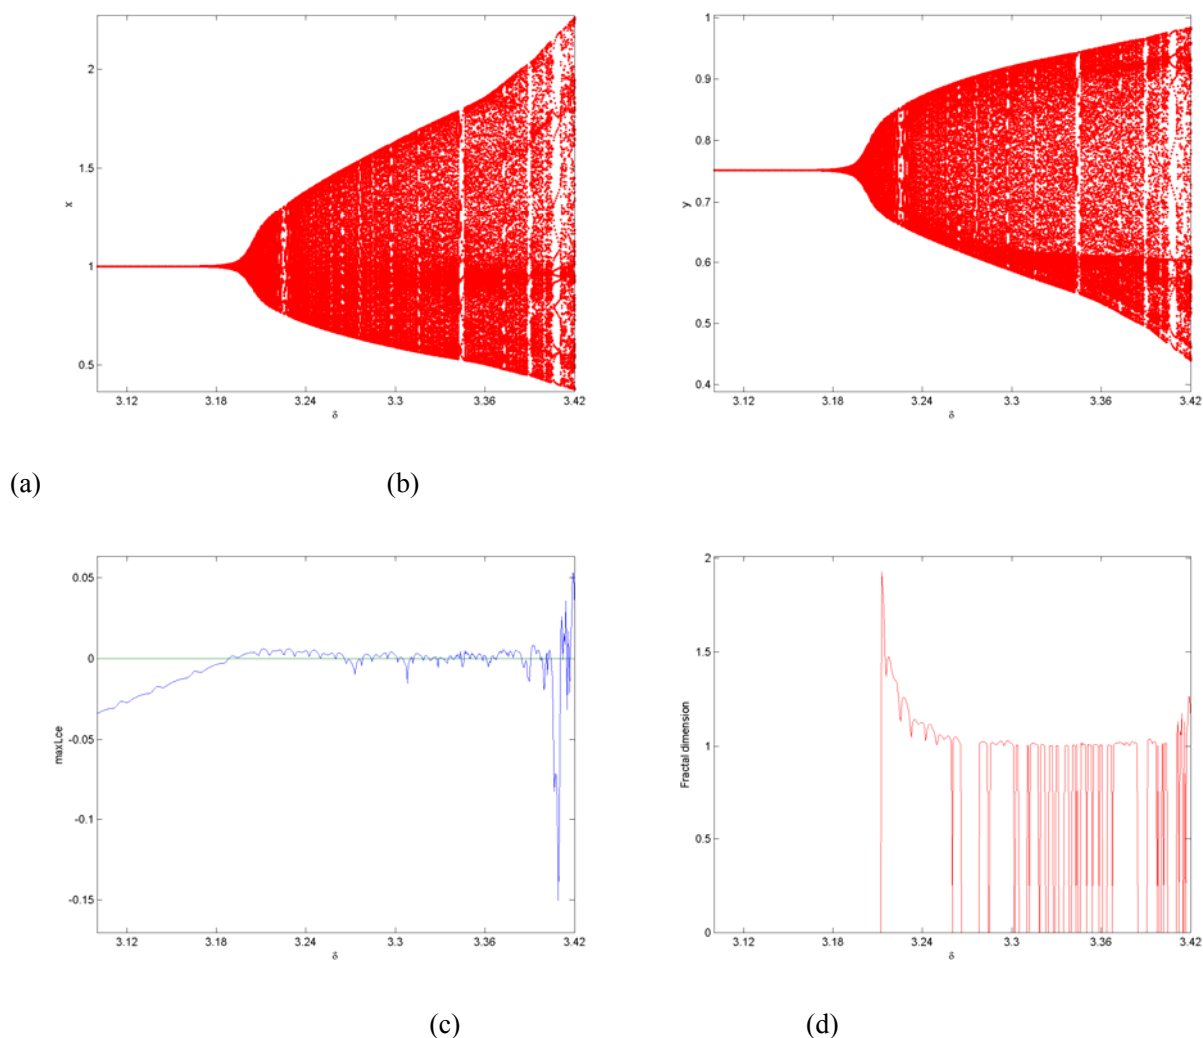 2
1.5
1
0.5
x
3.12 3.18 3.24 3.3 3.36 3.42
δ
1
0.9
0.8
0.7
0.6
0.5
0.4
y
3.12 3.18 3.24 3.3 3.36 3.42
δ
(a) (b)
0.05
0
-0.05
-0.1
-0.15
maxLce
3.12 3.18 3.24 3.3 3.36 3.42
δ
2
1.5
1
0.5
0
Fractal dimension
3.12 3.18 3.24 3.3 3.36 3.42
δ
(c) (d)